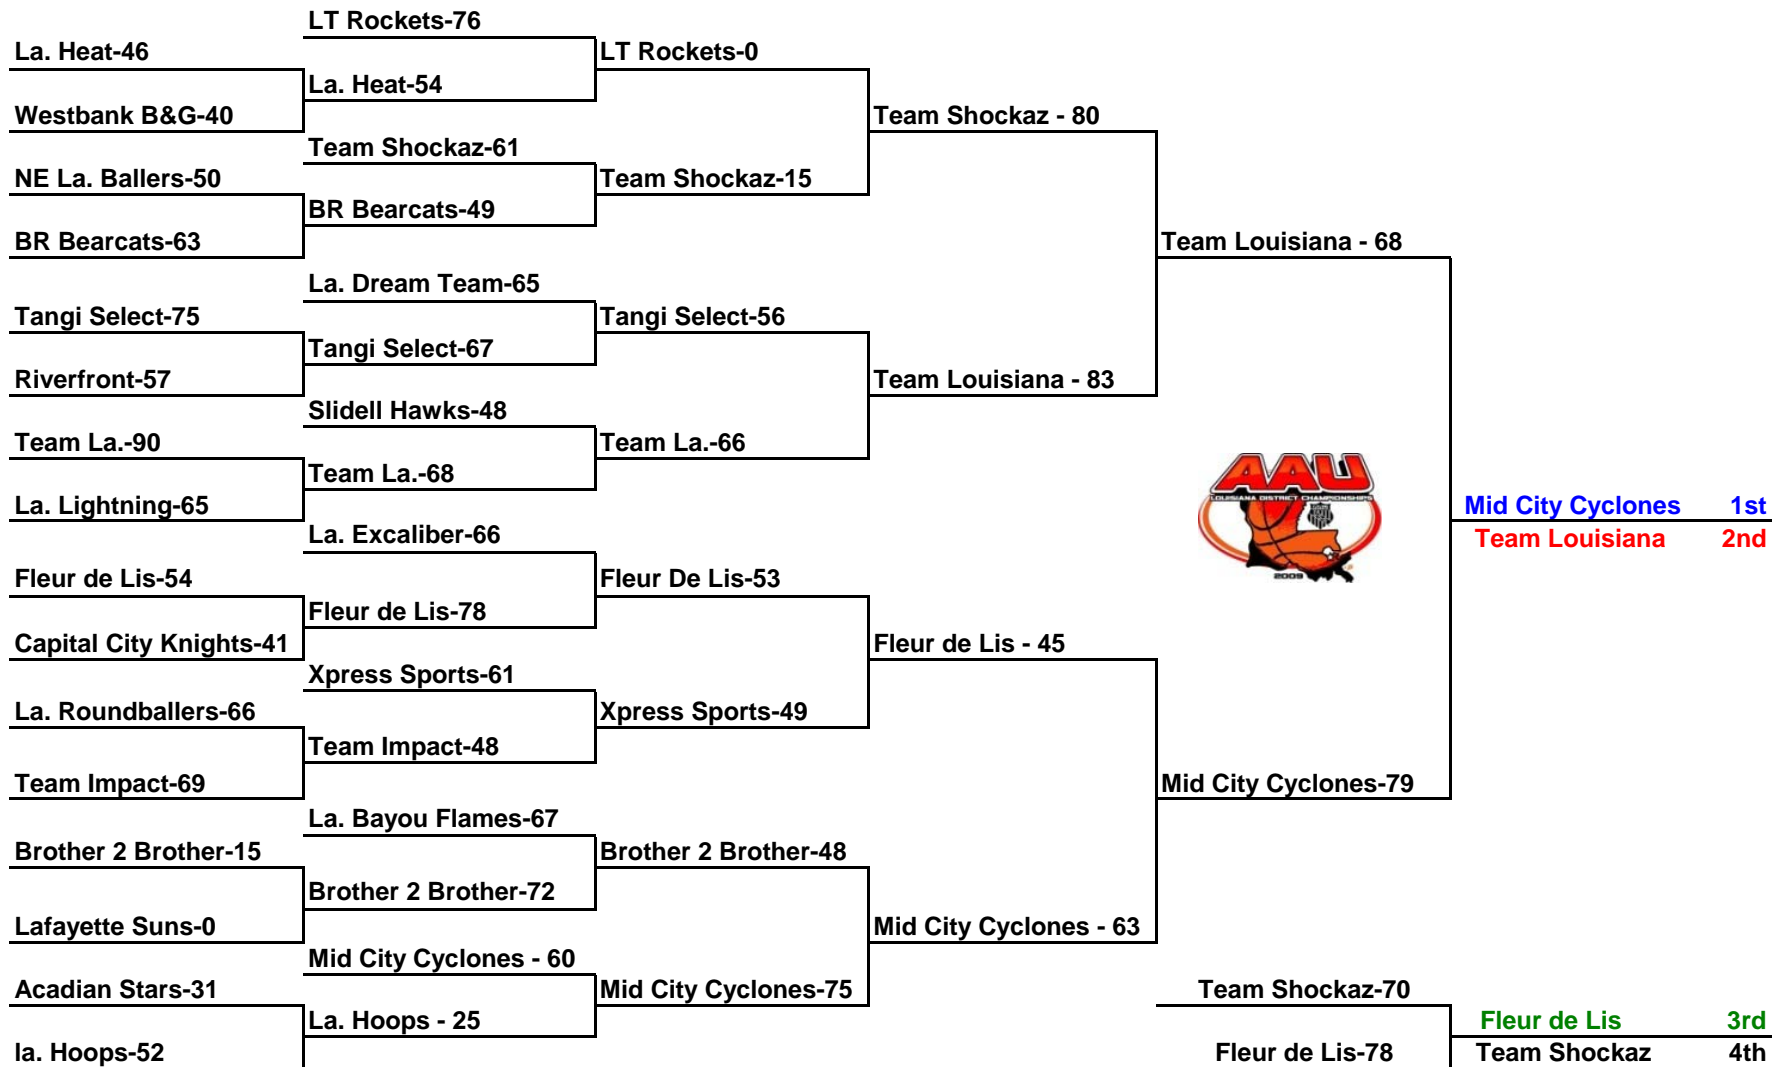 LT Rockets-76
La. Heat-46
LT Rockets-0
La. Heat-54
Westbank B&G-40
Team Shockaz - 80
Team Shockaz-61
NE La. Ballers-50
Team Shockaz-15
BR Bearcats-49
BR Bearcats-63
Team Louisiana - 68
La. Dream Team-65
Tangi Select-75
Tangi Select-56
Tangi Select-67
Riverfront-57
Team Louisiana - 83
Slidell Hawks-48
Team La.-90
Team La.-66
Team La.-68
AAU
LOUISIANA DISTRICT CHAMPIONSHIPS
2009
La. Lightning-65
Mid City Cyclones 1st
La. Excaliber-66
Team Louisiana 2nd
Fleur de Lis-54
Fleur De Lis-53
Fleur de Lis-78
Capital City Knights-41
Fleur de Lis - 45
Xpress Sports-61
La. Roundballers-66
Xpress Sports-49
Team Impact-48
Team Impact-69
Mid City Cyclones-79
La. Bayou Flames-67
Brother 2 Brother-15
Brother 2 Brother-48
Brother 2 Brother-72
Lafayette Suns-0
Mid City Cyclones - 63
Mid City Cyclones - 60
Acadian Stars-31
Mid City Cyclones-75
Team Shockaz-70
La. Hoops - 25
Fleur de Lis 3rd
la. Hoops-52
Fleur de Lis-78
Team Shockaz 4th